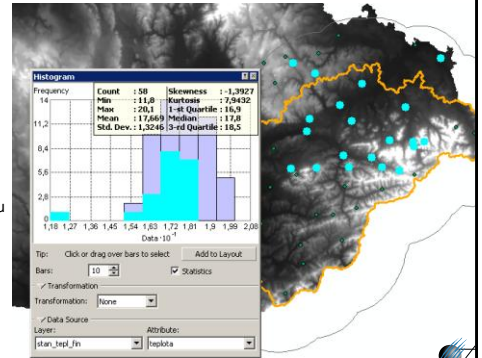 u
Histogram
Frequency
Count : 58 Skewness : -1,3927
Min : 11,8 Kurtosis : 7,9432
Max : 20,1 1-st Quartile : 16,9
Mean : 17,669 Median : 17,8
Std. Dev. : 1,3246 3-rd Quartile : 18,5
14
11,2
8,4
5,6
2,8
0
1,18 1,27 1,36 1,45 1,54 1,63 1,72 1,81 1,9 1,99 2,08
Data·10⁻¹
Tip: Click or drag over bars to select Add to Layout
Bars: 10 Statistics
Transformation
Transformation: None
Data Source
Layer: Attribute:
stan_tepl_fin teplota